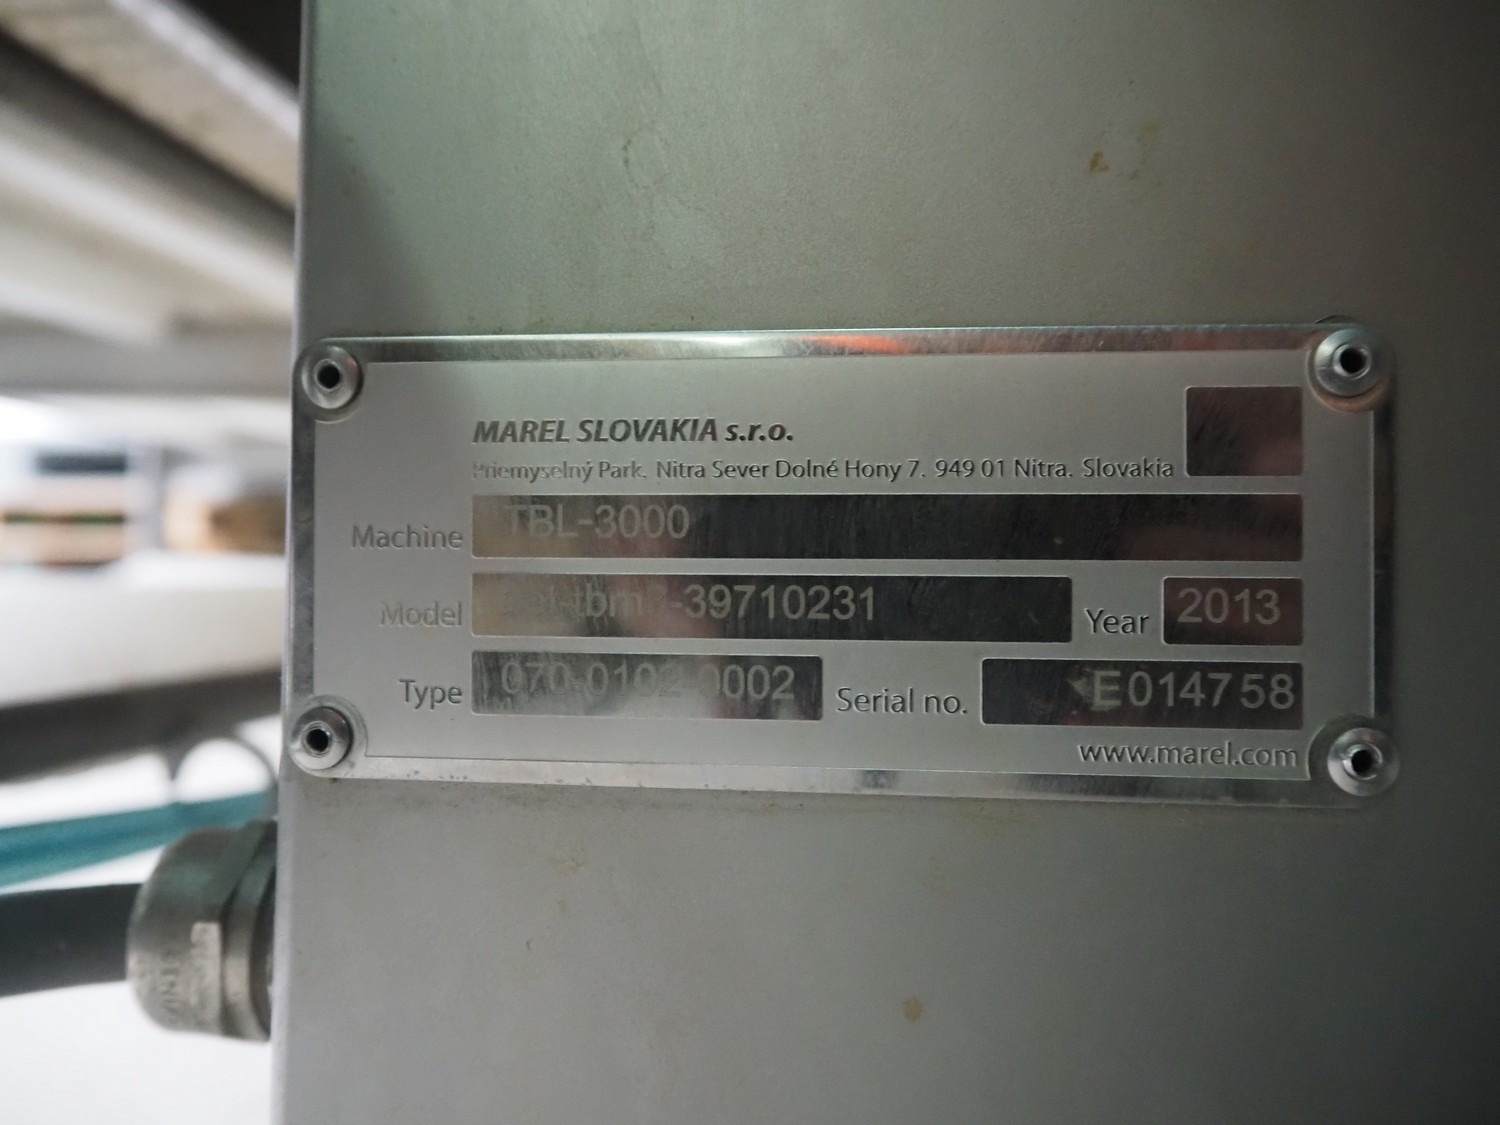 MAREL SLOVAKIA s.r.o.
Priemyselný Park. Nitra Sever Dolné Hony 7. 949 01 Nitra. Slovakia
Machine TBL-3000
Model -39710231 Year 2013
Type 070-0102-0002 Serial no. E014758
www.marel.com